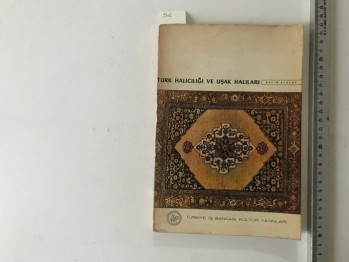 TÜRK HALICILIĞI VE UŞAK HALILARI
TÜRKİYE İŞ BANKASI KÜLTÜR YAYINLARI